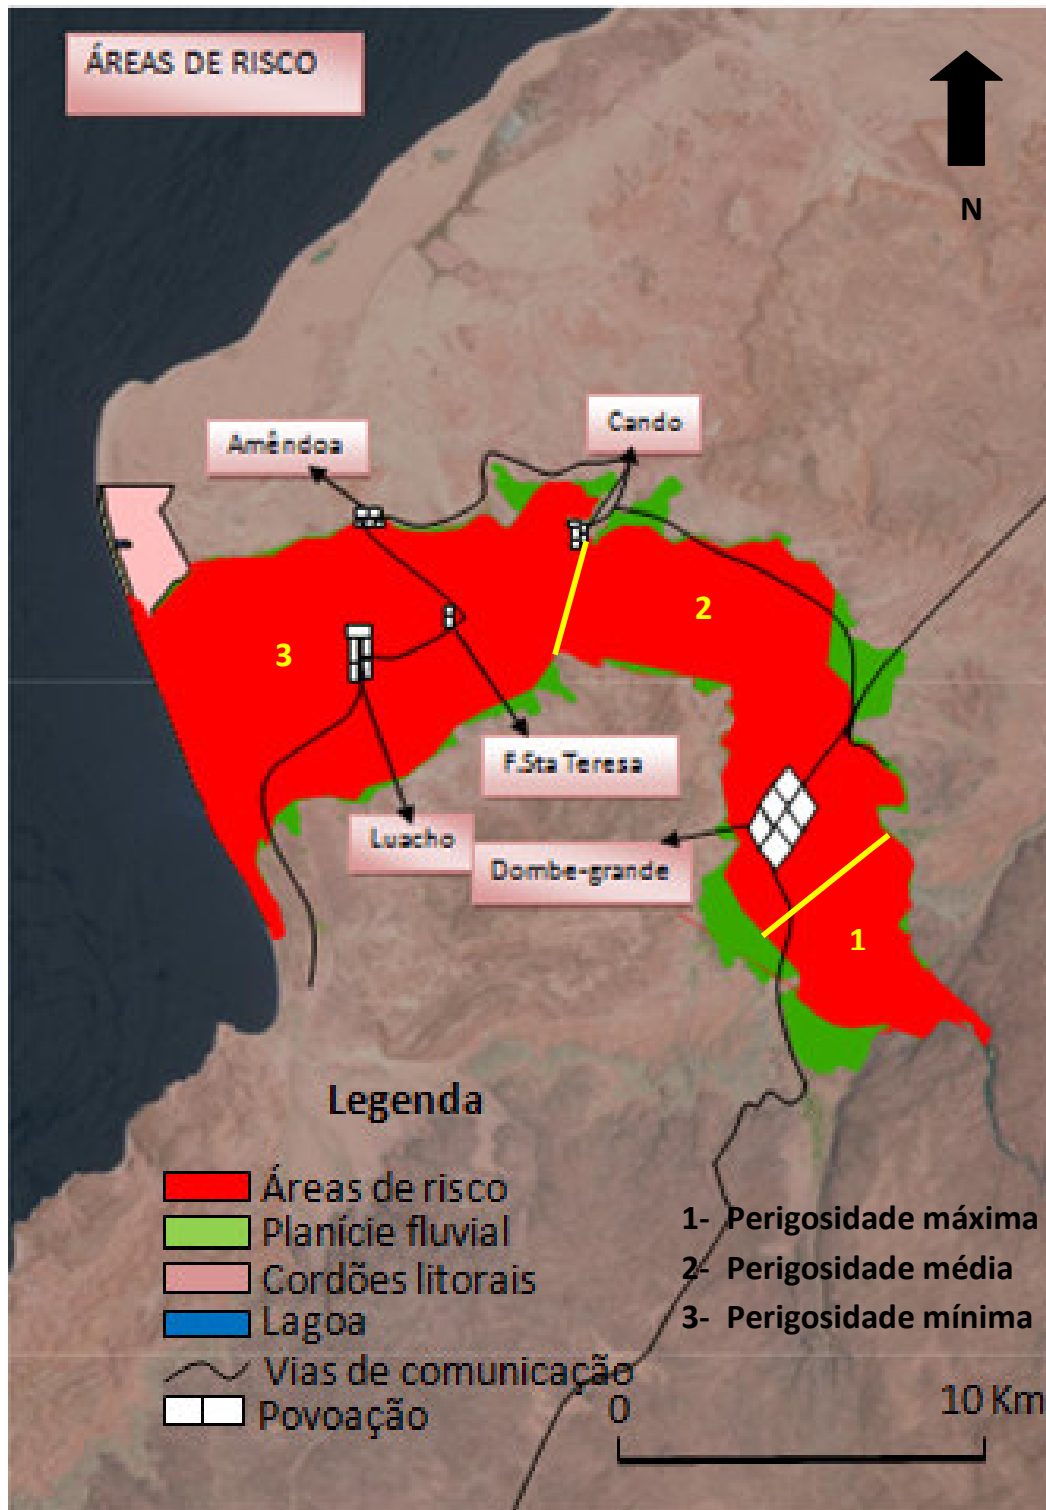 ÁREAS DE RISCO
N
Cando
Amêndoa
2
3
F.Sta Teresa
Luacho
Dombe-grande
1
Legenda
Áreas de risco
Planície fluvial
Cordões litorais
Lagoa
Vias de comunicação
Povoação
1- Perigosidade máxima
2- Perigosidade média
3- Perigosidade mínima
0 10 Km